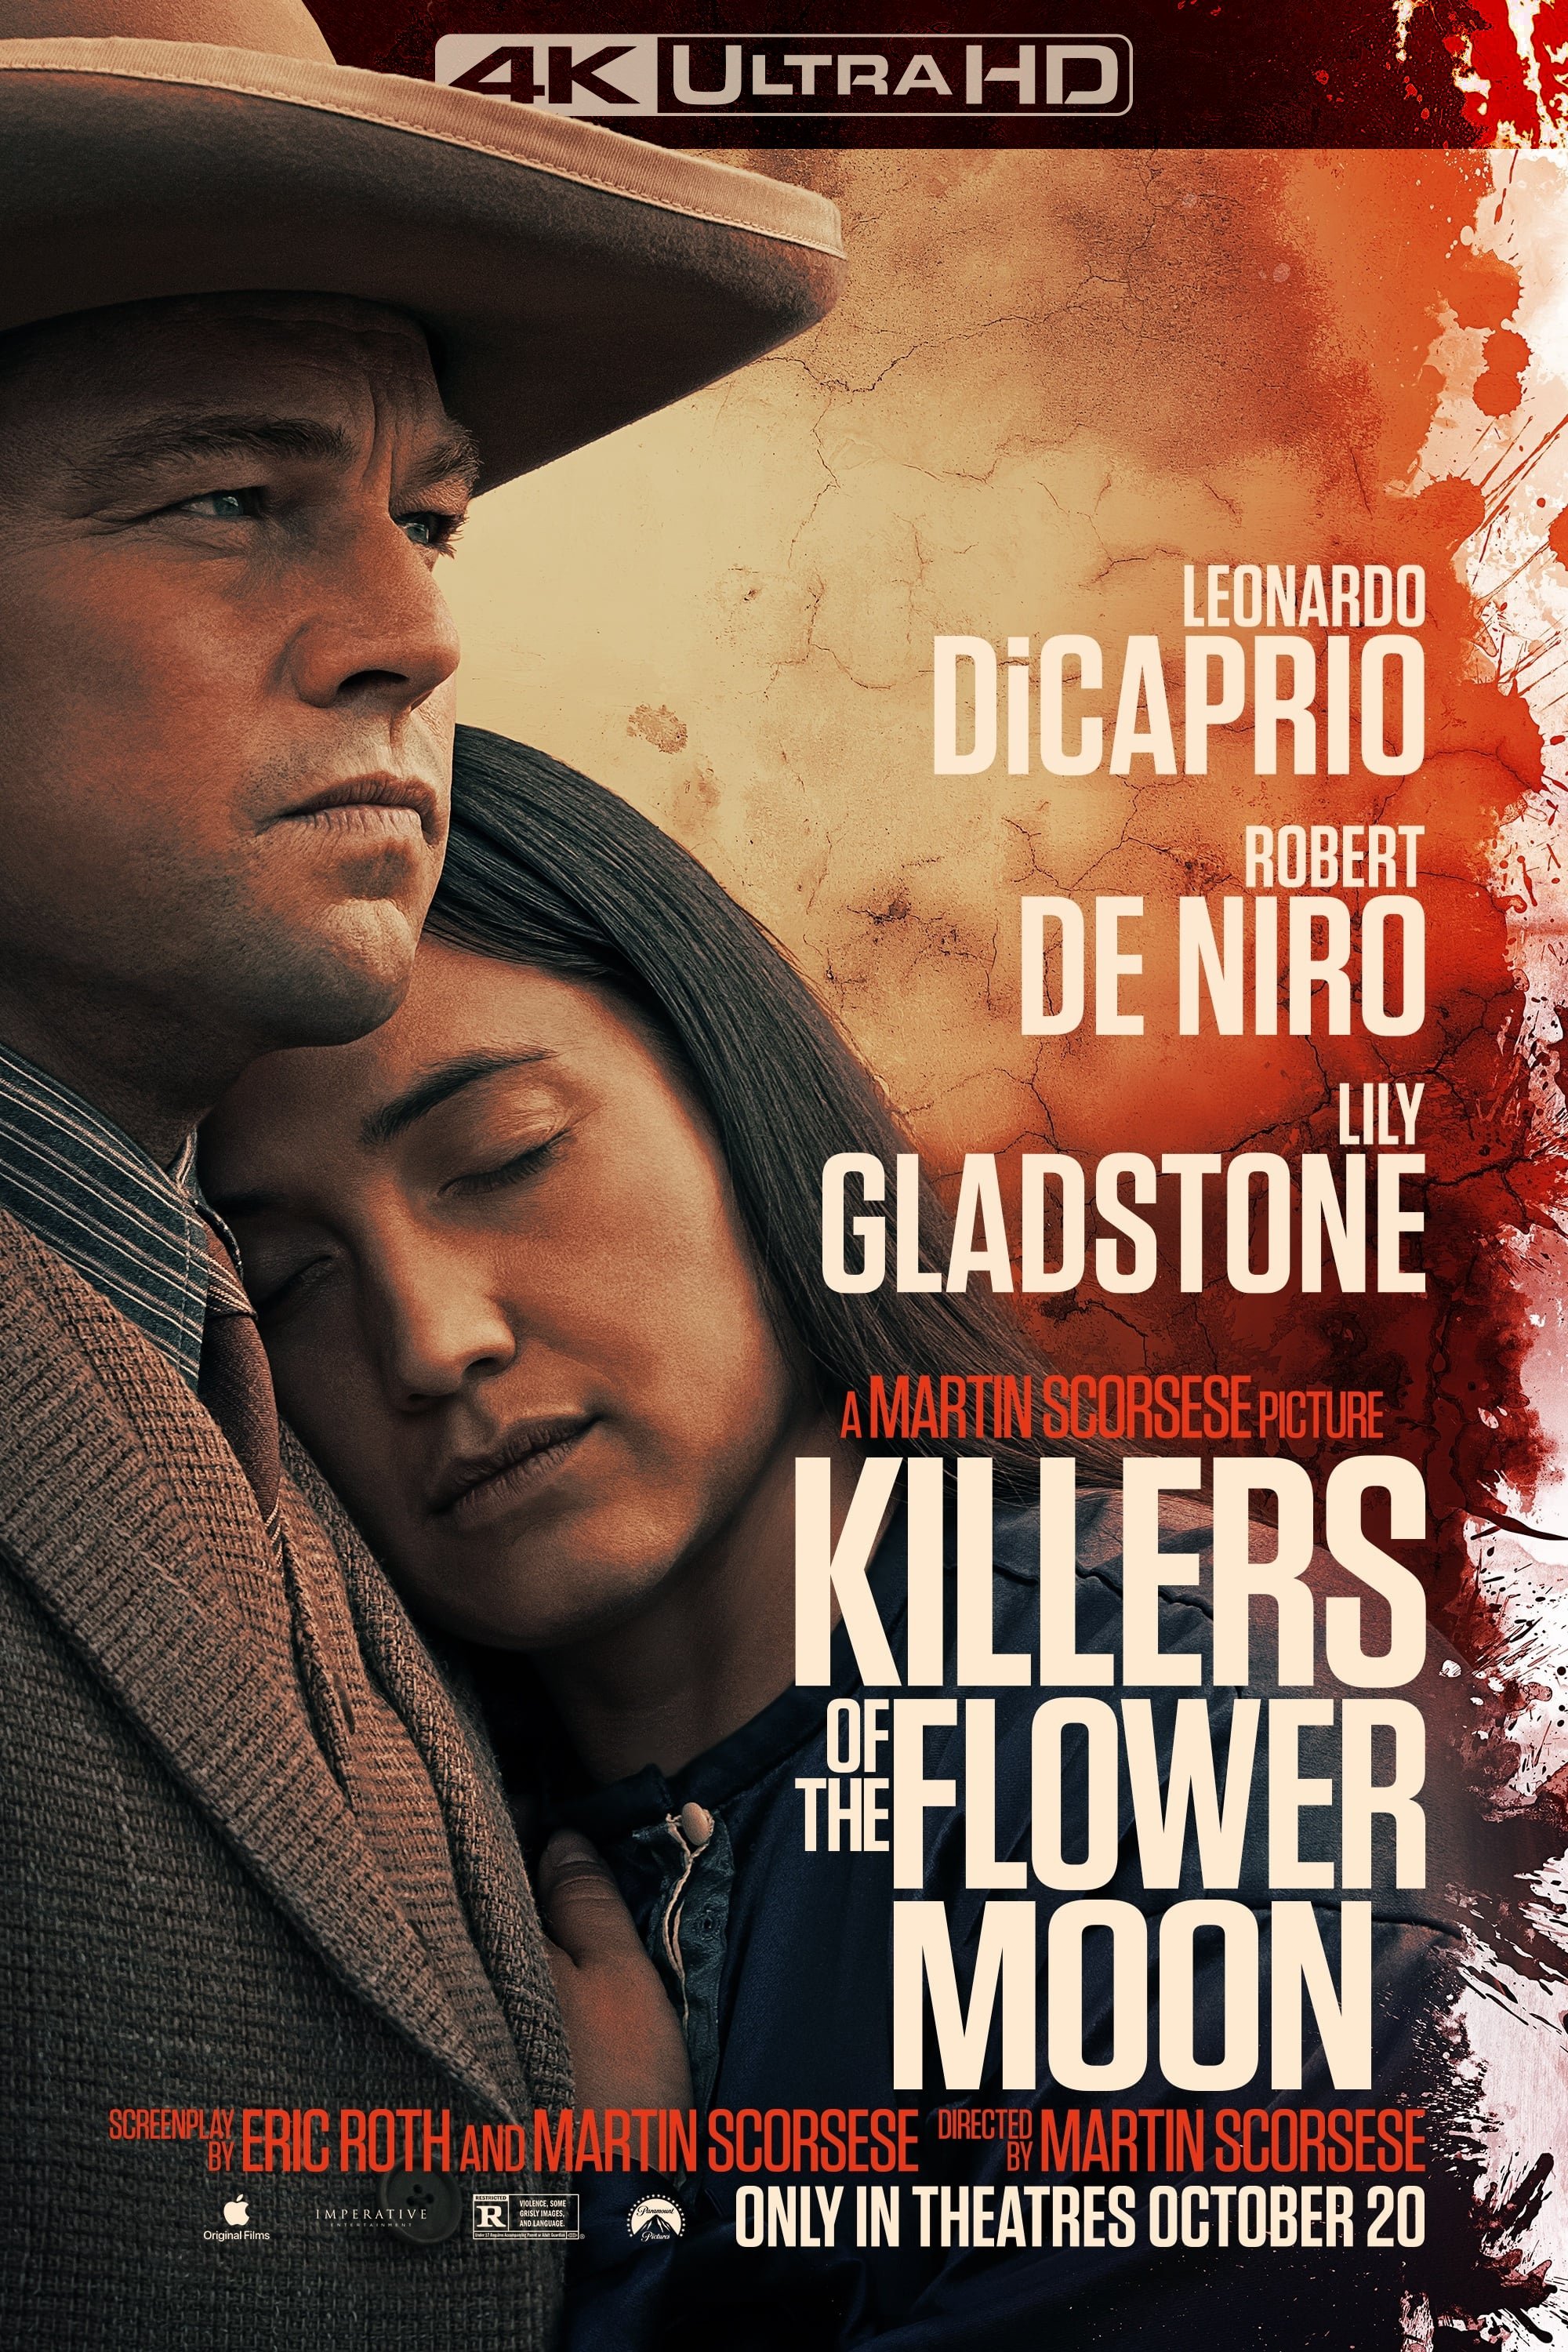 4K ULTRA HD
LEONARDO
DiCAPRIO
ROBERT
DE NIRO
LILY
GLADSTONE
A MARTIN SCORSESE PICTURE
KILLERS
OF THE FLOWER
MOON
SCREENPLAY BY ERIC ROTH AND MARTIN SCORSESE DIRECTED BY MARTIN SCORSESE
Original Films
IMPERATIVE
ENTERTAINMENT
RESTRICTED
R
VIOLENCE, SOME
GRISLY IMAGES,
AND LANGUAGE.
Paramount
Pictures
ONLY IN THEATRES OCTOBER 20